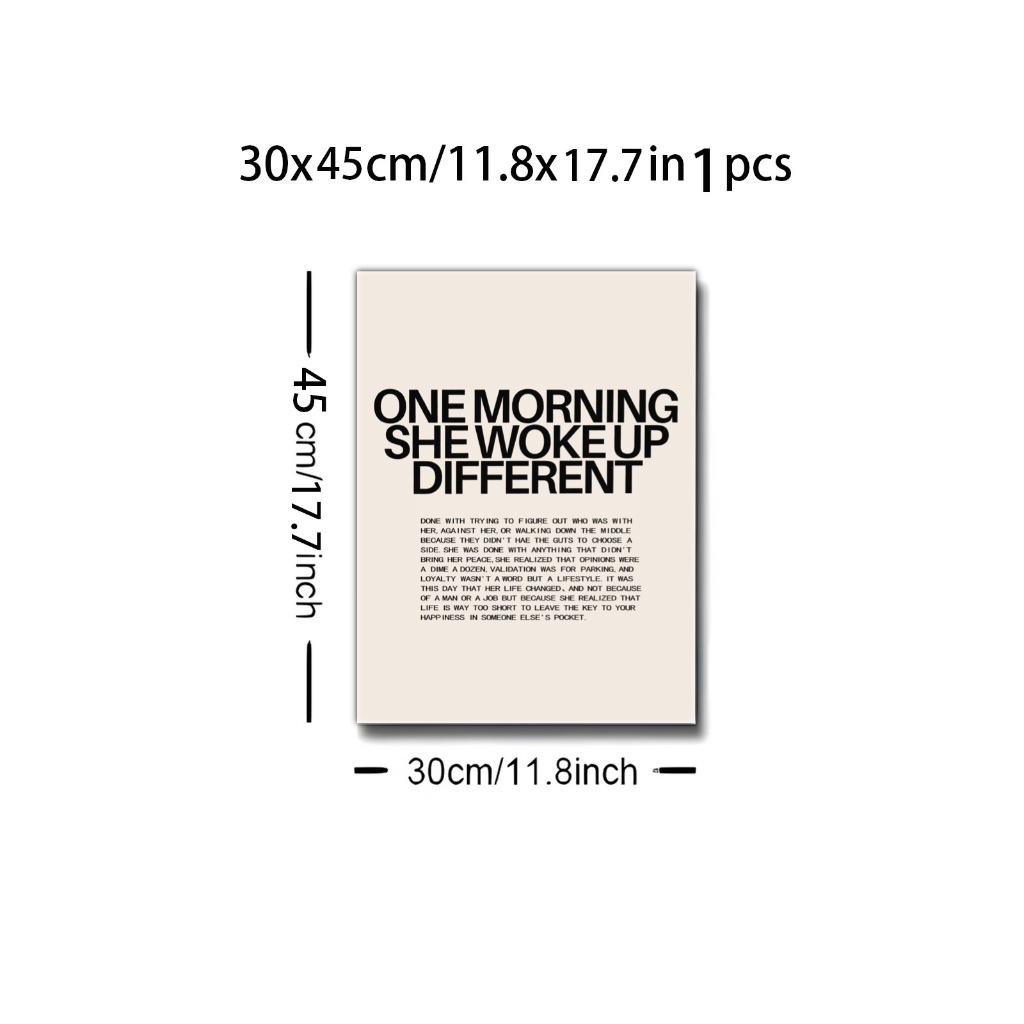 30x45cm/11.8x17.7in 1 pcs
45 cm/17.7inch
ONE MORNING
SHE WOKE UP
DIFFERENT
DONE WITH TRYING TO FIGURE OUT WHO WAS WITH
HER, AGAINST HER, OR WALKING DOWN THE MIDDLE
BECAUSE THEY DIDN'T HAE THE GUTS TO CHOOSE A
SIDE. SHE WAS DONE WITH ANYTHING THAT DIDN'T
BRING HER PEACE, SHE REALIZED THAT OPINIONS WERE
A DIME A DOZEN, VALIDATION WAS FOR PARKING, AND
LOYALTY WASN'T A WORD BUT A LIFESTYLE. IT WAS
THIS DAY THAT HER LIFE CHANGED, AND NOT BECAUSE
OF A MAN OR A JOB BUT BECAUSE SHE REALIZED THAT
LIFE IS WAY TOO SHORT TO LEAVE THE KEY TO YOUR
HAPPINESS IN SOMEONE ELSE'S POCKET.
30cm/11.8inch